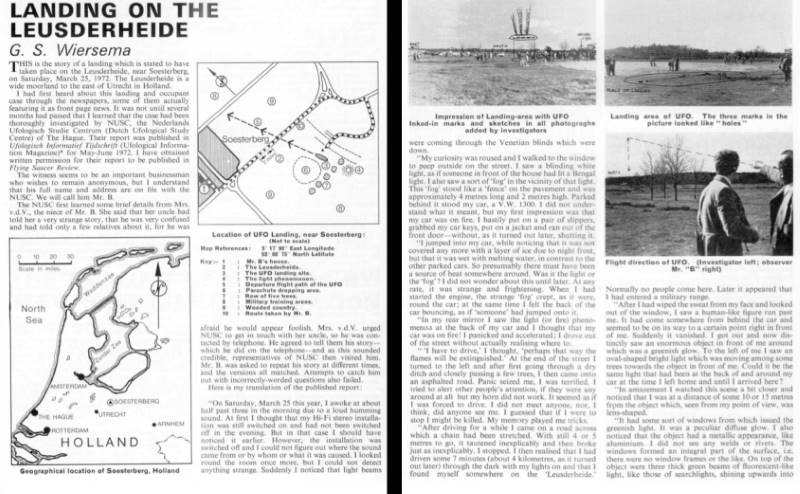 LANDING ON THE
LEUSDERHEIDE
G. S. Wiersema
THIS is the story of a landing which is stated to have
taken place on the Leusderheide, near Soesterberg,
on Saturday, March 25, 1972. The Leusderheide is a
wide moorland to the east of Utrecht in Holland.
I had first heard about this landing and occupant
case through the newspapers, some of them actually
featuring it as front page news. It was not until several
months had passed that I learned that the case had been
thoroughly investigated by NUSC, the Nederlands
Ufologisch Studie Centrum (Dutch Ufological Study
Centre) of The Hague. Their report was published in
Ufologisch Informatief Tijdschrift (Ufological Informa-
tion Magazine)* for May-June 1972. I have obtained
written permission for their report to be published in
Flying Saucer Review.
The witness seems to be an important businessman
who wishes to remain anonymous, but I understand
that his full name and address are on file with the
NUSC. We will call him Mr. B.
The NUSC first learned some brief details from Mrs.
v.d.V., the niece of Mr. B. She said that her uncle had
told her a very strange story, that he was very confused
and had told only a few relatives about it, for he was
0 10 20 30
Scale in miles.
North
Sea
Waddenzee
AMSTERDAM
SOESTERBERG
THE HAGUE
UTRECHT
ARNHEM
ROTTERDAM
HOLLAND
Geographical location of Soesterberg, Holland
Soesterberg
Location of UFO Landing, near Soesterberg:
(Not to scale)
Map References: 5° 17' 80" East Longitude
52° 06' 75" North Latitude
Key:- 1 : Mr. B's house.
2 : The Leusderheide.
3 : The UFO landing site.
4 : The light phenomenon.
5 : Departure flight path of the UFO
6 : Parachute dropping area.
7 : Row of five trees.
8 : Military training areas.
9 : Wooded country.
10 : Route taken by Mr. B.
afraid he would appear foolish. Mrs. v.d.V. urged
NUSC to get in touch with her uncle, so he was con-
tacted by telephone. He agreed to tell them his story—
which he did on the telephone—and as this sounded
credible, representatives of NUSC then visited him.
Mr. B. was asked to repeat his story at different times,
and the versions all matched. Attempts to catch him
out with incorrectly-worded questions also failed.
Here is my translation of the published report:
"On Saturday, March 25 this year, I awoke at about
half past three in the morning due to a loud humming
sound. At first I thought that my Hi-Fi stereo installa-
tion was still switched on and had not been switched
off in the evening. But in that case I should have
noticed it earlier. However, the installation was
switched off and I could not figure out where the sound
came from or by whom or what it was caused. I looked
round the room once more, but I could not detect
anything strange. Suddenly I noticed that light beams
Impression of Landing-area with UFO
Inked-in marks and sketches in all photographs
added by investigators
were coming through the Venetian blinds which were
down.
"My curiosity was roused and I walked to the window
to peep outside on the street. I saw a blinding white
light, as if someone in front of the house had lit a Bengal
light. I also saw a sort of 'fog' in the vicinity of that light.
This 'fog' stood like a 'fence' on the pavement and was
approximately 4 metres long and 2 metres high. Parked
behind it stood my car, a V.W. 1300. I did not under-
stand what it meant, but my first impression was that
my car was on fire. I hastily put on a pair of slippers,
grabbed my car keys, put on a jacket and ran out of the
front door—without, as it turned out later, shutting it.
"I jumped into my car, while noticing that it was not
covered any more with a layer of ice due to night frost,
but that it was wet with melting water, in contrast to the
other parked cars. So presumably there must have been
a source of heat somewhere around. Was it the light or
the 'fog'? I did not wonder about this until later. At any
rate, it was strange and frightening. When I had
started the engine, the strange 'fog' crept, as it were,
round the car; at the same time I felt the back of the
car bouncing, as if 'someone' had jumped onto it.
"In my rear mirror I saw the light (or fire) pheno-
menon at the back of my car and I thought that my
car was on fire! I panicked and accelerated; I drove out
of the street without actually realising where to.
"'I have to drive,' I thought, 'perhaps that way the
flames will be extinguished.' At the end of the street I
turned to the left and after first going through a dry
ditch and closely passing a few trees, I then came onto
an asphalted road. Panic seized me, I was terrified. I
tried to alert other people's attention, if they were any
around at all but my horn did not work. It seemed as if
I was forced to drive. I did not meet anyone, nor, I
think, did anyone see me. I guessed that if I were to
stop I might be killed. My memory played me tricks.
"After driving for a while I came on a road across
which a chain had been stretched. With still 4 or 5
metres to go, it tautened inexplicably and then broke
just as inexplicably. I stopped. I then realised that I had
driven some 7 minutes (about 4 kilometres, as it turned
out later) through the dark with my lights on and that I
found myself somewhere on the 'Leusderheide.'
Landing area of UFO. The three marks in the
picture looked like "holes"
Flight direction of UFO. (Investigator left; observer
Mr. "B" right)
Normally no people come here. Later it appeared that
I had entered a military range.
"After I had wiped the sweat from my face and looked
out of the window, I saw a human-like figure run past
me. It had come somewhere from behind the car and
seemed to be on its way to a certain point right in front
of me. Suddenly it vanished. I got out and now dis-
tinctly saw an enormous object in front of me around
which was a greenish glow. To the left of me I saw an
oval-shaped bright light which was moving among some
trees towards the object in front of me. Could it be the
same light that had been at the back of and around my
car at the time I left home and until I arrived here?
"In amazement I watched this scene a bit closer and
noticed that I was at a distance of some 10 or 15 metres
from the object which, seen from my point of view, was
lens-shaped.
"It had some sort of windows from which issued the
greenish light. It was a peculiar diffuse glow. I also
noticed that the object had a metallic appearance, like
aluminium. I did not see any welds or rivets. The
windows formed an integral part of the surface, i.e.
there were no window frames or the like. On top of the
object were three thick green beams of fluorescent-like
light, like those of searchlights, shining upwards into